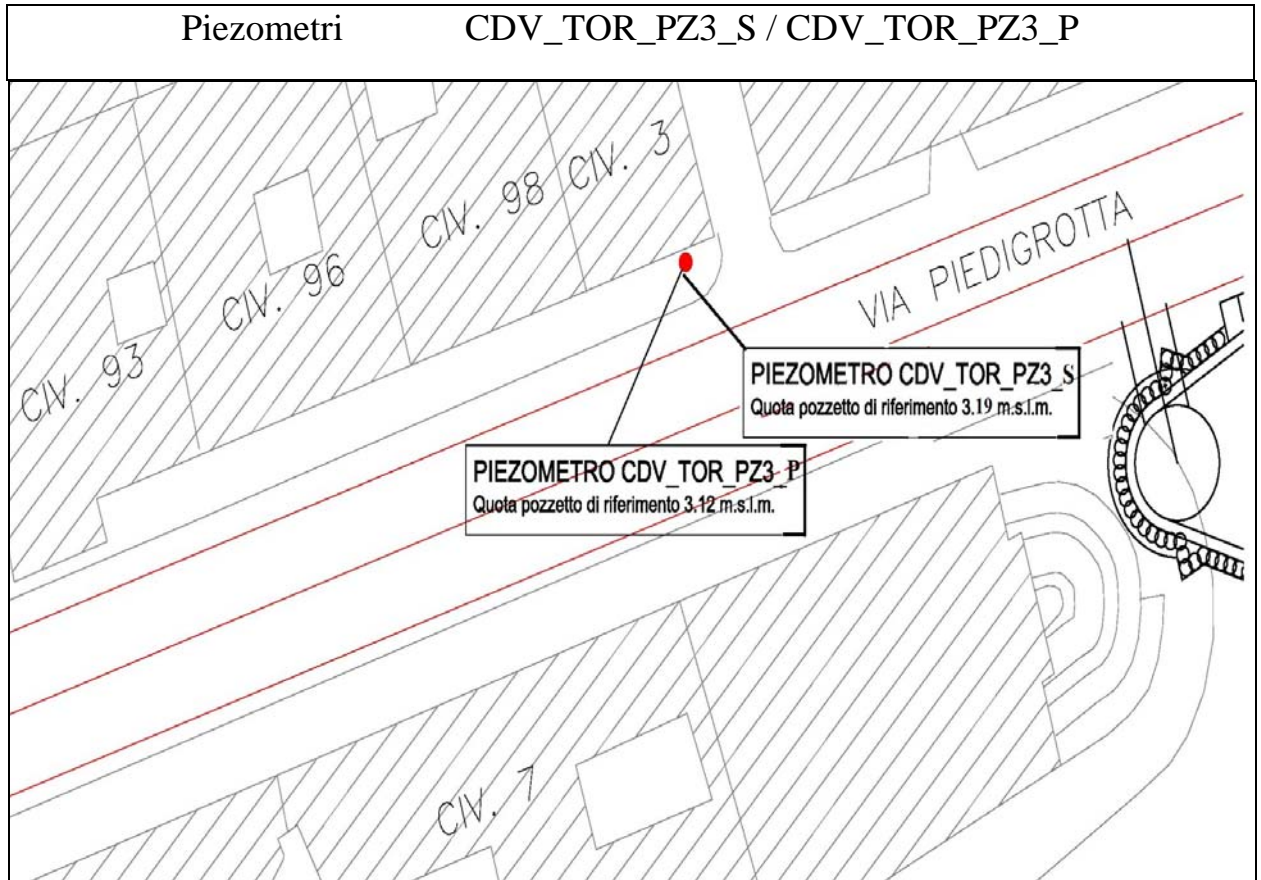 Piezometri CDV_TOR_PZ3_S / CDV_TOR_PZ3_P
CIV. 98 CIV. 3
CIV. 96
CIV. 93
VIA PIEDIGROTTA
PIEZOMETRO CDV_TOR_PZ3_S
Quota pozzetto di riferimento 3.19 m.s.l.m.
PIEZOMETRO CDV_TOR_PZ3_P
Quota pozzetto di riferimento 3.12 m.s.l.m.
CIV. 7